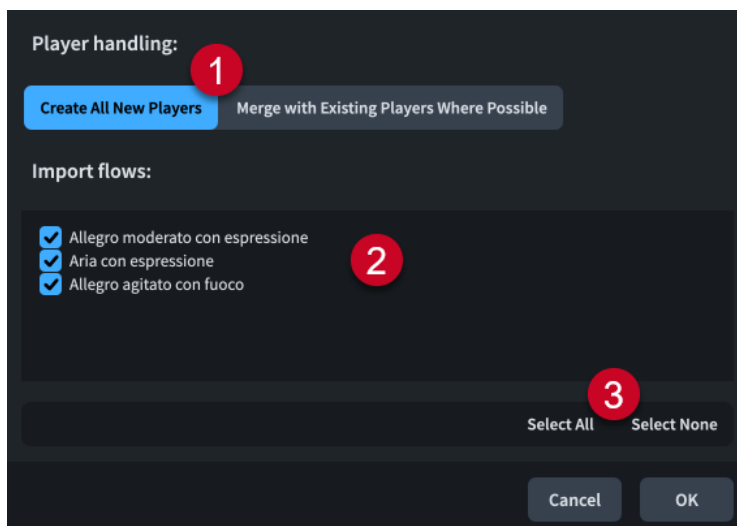 Player handling:
1
Create All New Players Merge with Existing Players Where Possible
Import flows:
Allegro moderato con espressione
Aria con espressione
2
Allegro agitato con fuoco
3
Select All Select None
Cancel OK